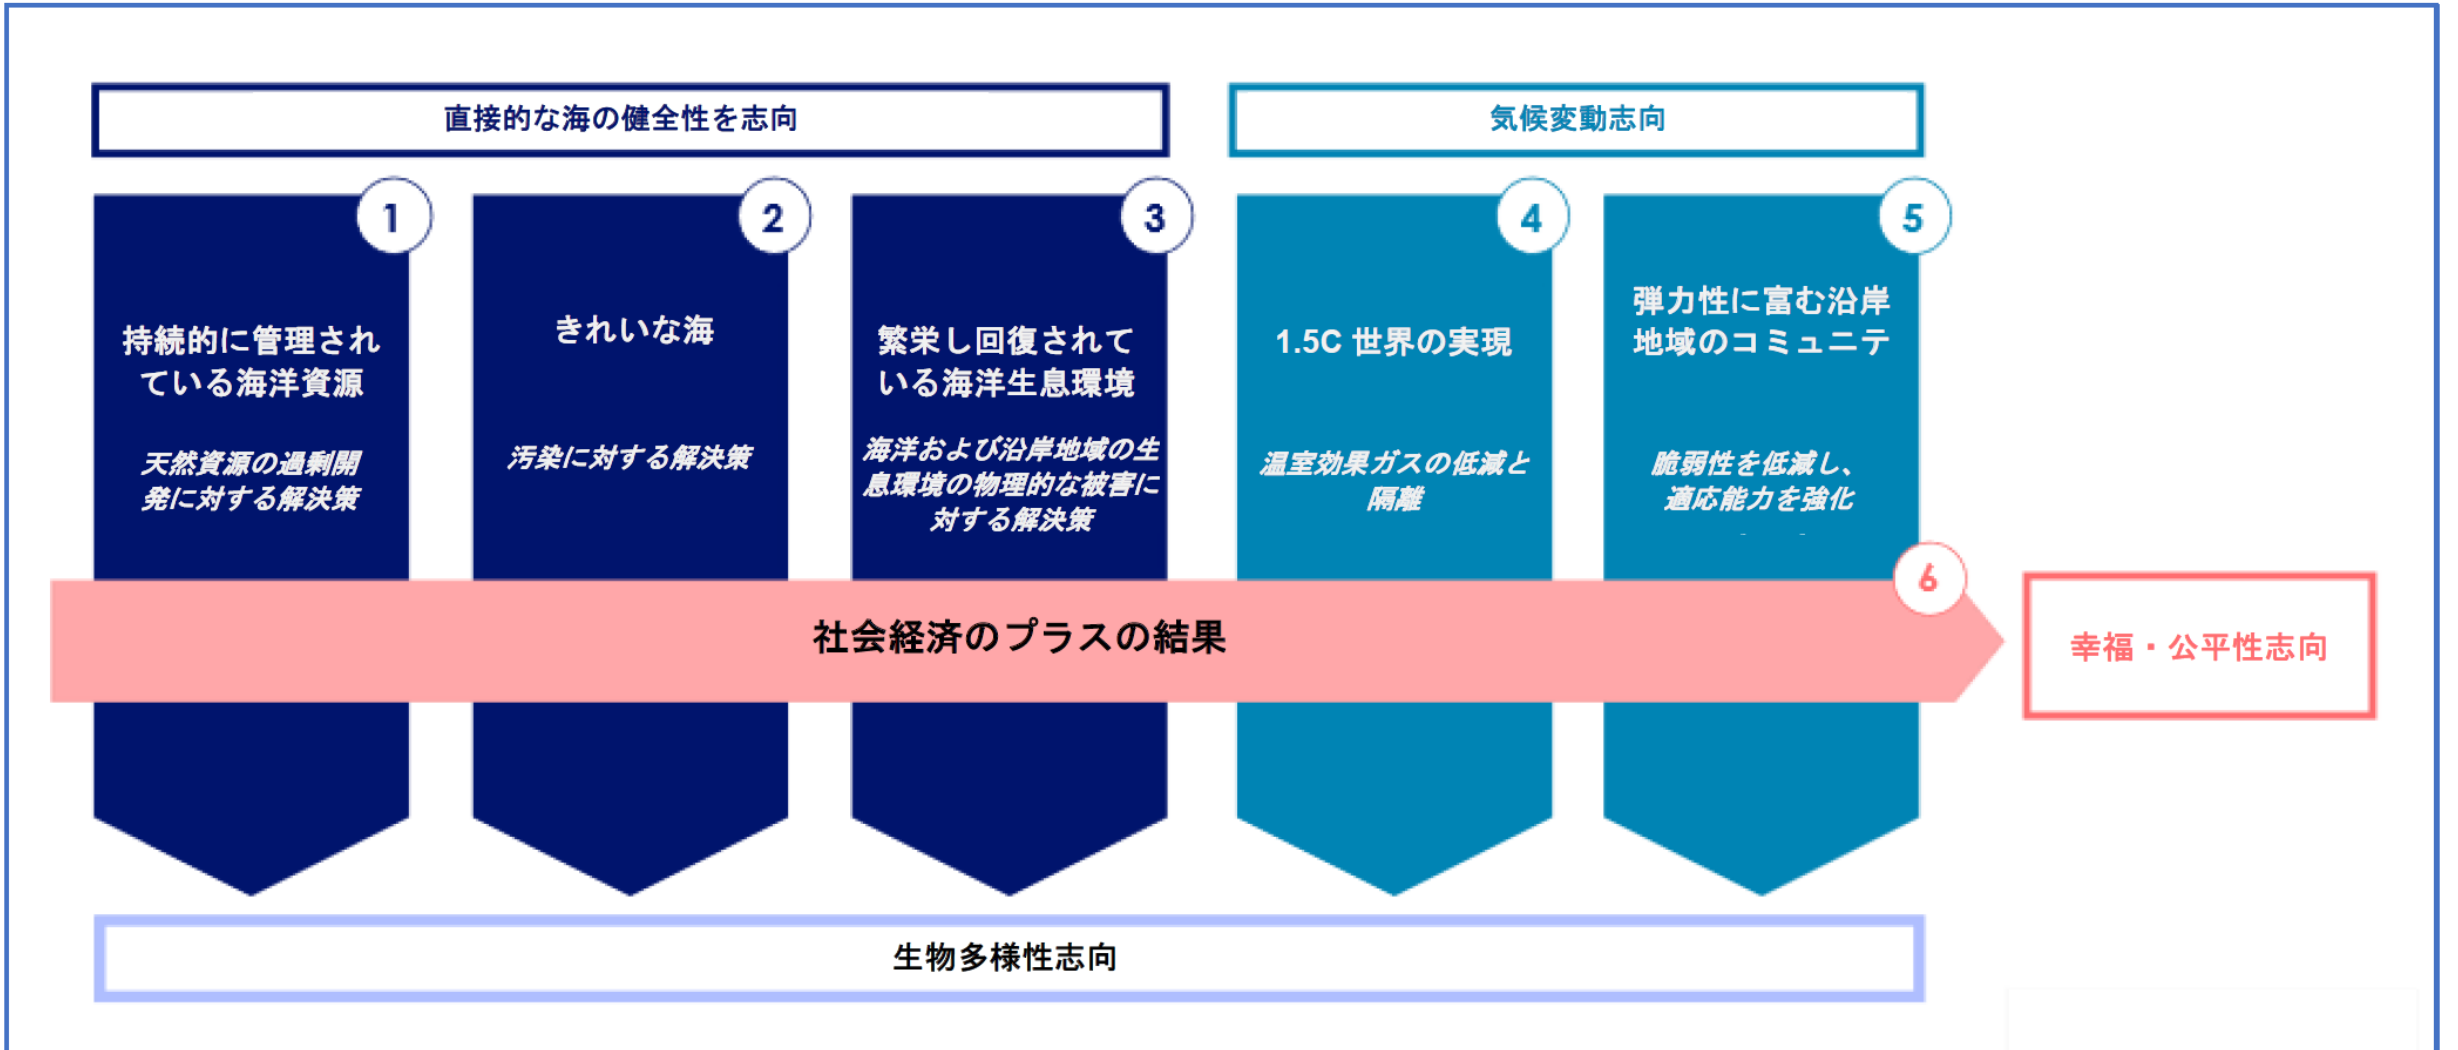 直接的な海の健全性を志向
気候変動志向
1
持続的に管理され
ている海洋資源
天然資源の過剰開
発に対する解決策
2
きれいな海
汚染に対する解決策
3
繁栄し回復されて
いる海洋生息環境
海洋および沿岸地域の生
息環境の物理的な被害に
対する解決策
4
1.5C 世界の実現
温室効果ガスの低減と
隔離
5
弾力性に富む沿岸
地域のコミュニテ
脆弱性を低減し、
適応能力を強化
6
社会経済のプラスの結果
幸福・公平性志向
生物多様性志向